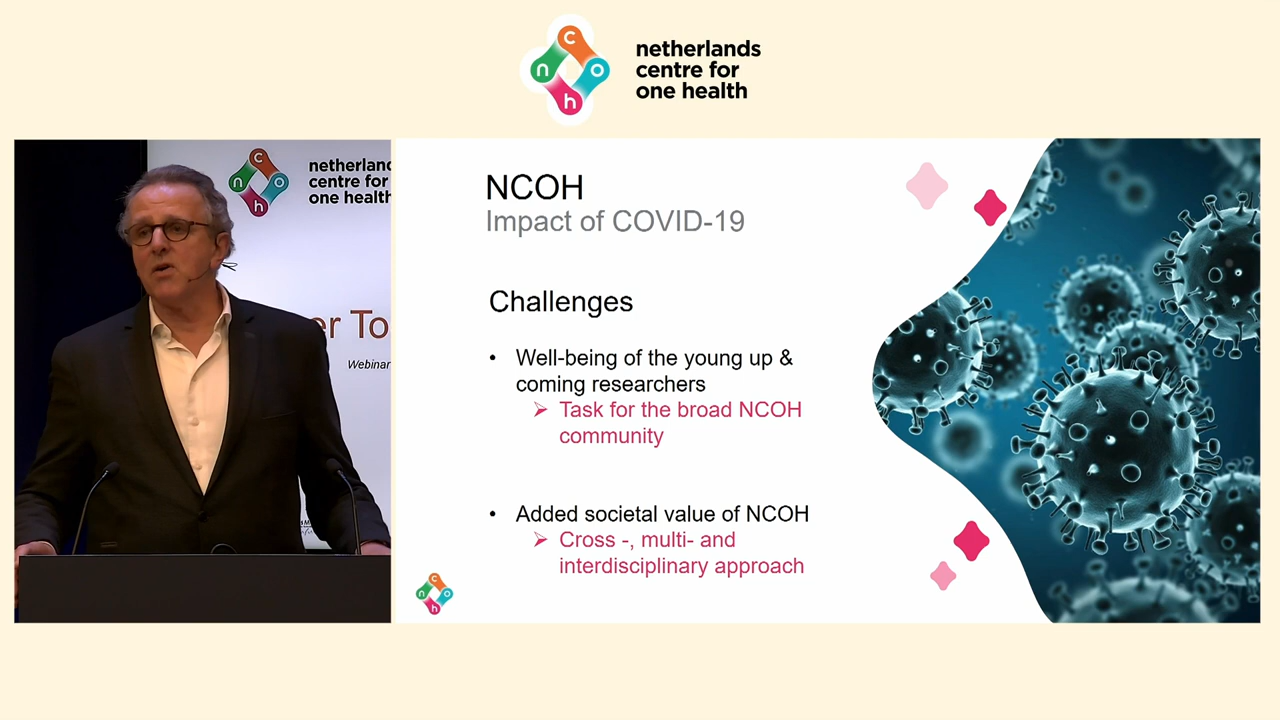 c
n
o
h
netherlands
centre for
one health
c
n
o
h
netherlan
centre for
one health
er To
Webinar
NCOH
Impact of COVID-19
Challenges
• Well-being of the young up &
coming researchers
➢ Task for the broad NCOH
community
• Added societal value of NCOH
➢ Cross -, multi- and
interdisciplinary approach
c
n
o
h